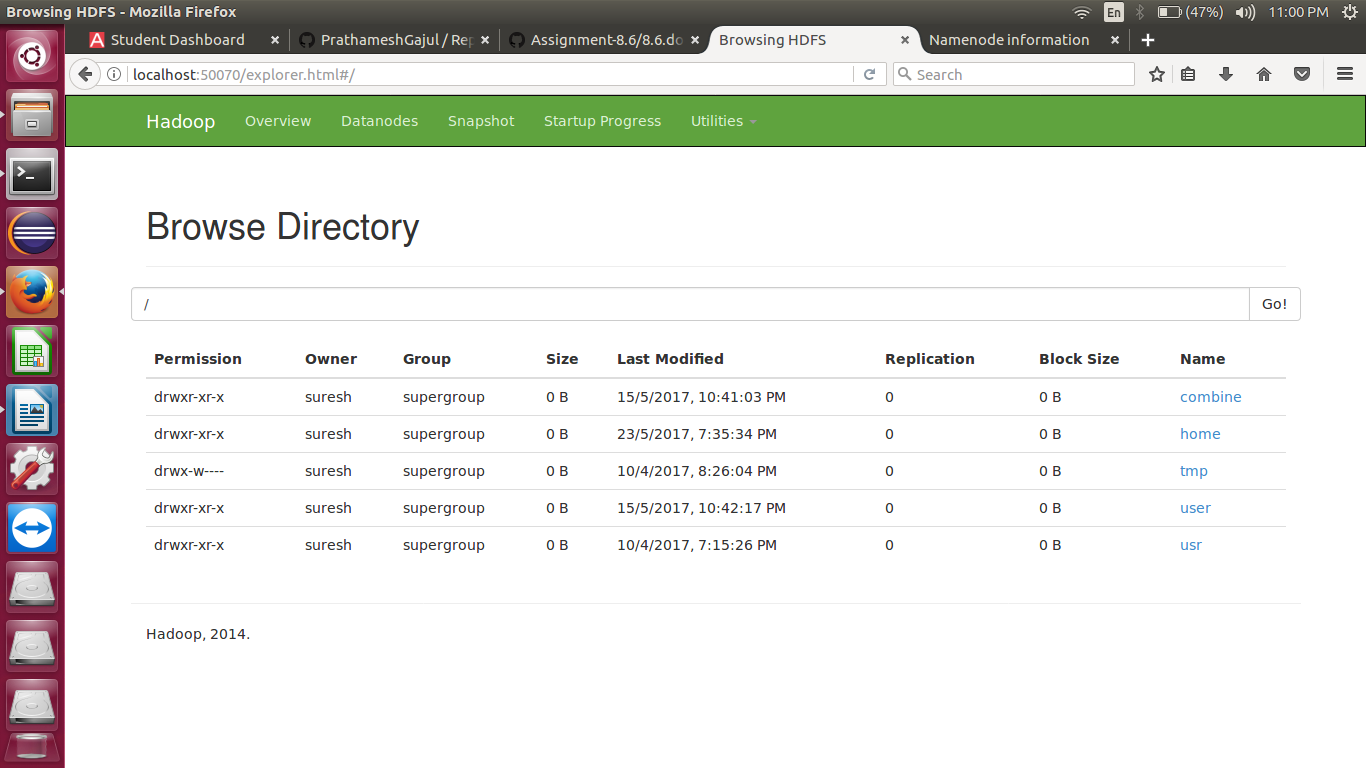 Browsing HDFS - Mozilla Firefox En (47%) 11:00 PM
Student Dashboard PrathameshGajul / Rep Assignment-8.6/8.6.do Browsing HDFS Namenode information
localhost:50070/explorer.html#/ Search
Hadoop Overview Datanodes Snapshot Startup Progress Utilities
Browse Directory
/ Go!
Permission Owner Group Size Last Modified Replication Block Size Name
drwxr-xr-x suresh supergroup 0 B 15/5/2017, 10:41:03 PM 0 0 B combine
drwxr-xr-x suresh supergroup 0 B 23/5/2017, 7:35:34 PM 0 0 B home
drwx-w---- suresh supergroup 0 B 10/4/2017, 8:26:04 PM 0 0 B tmp
drwxr-xr-x suresh supergroup 0 B 15/5/2017, 10:42:17 PM 0 0 B user
drwxr-xr-x suresh supergroup 0 B 10/4/2017, 7:15:26 PM 0 0 B usr
Hadoop, 2014.